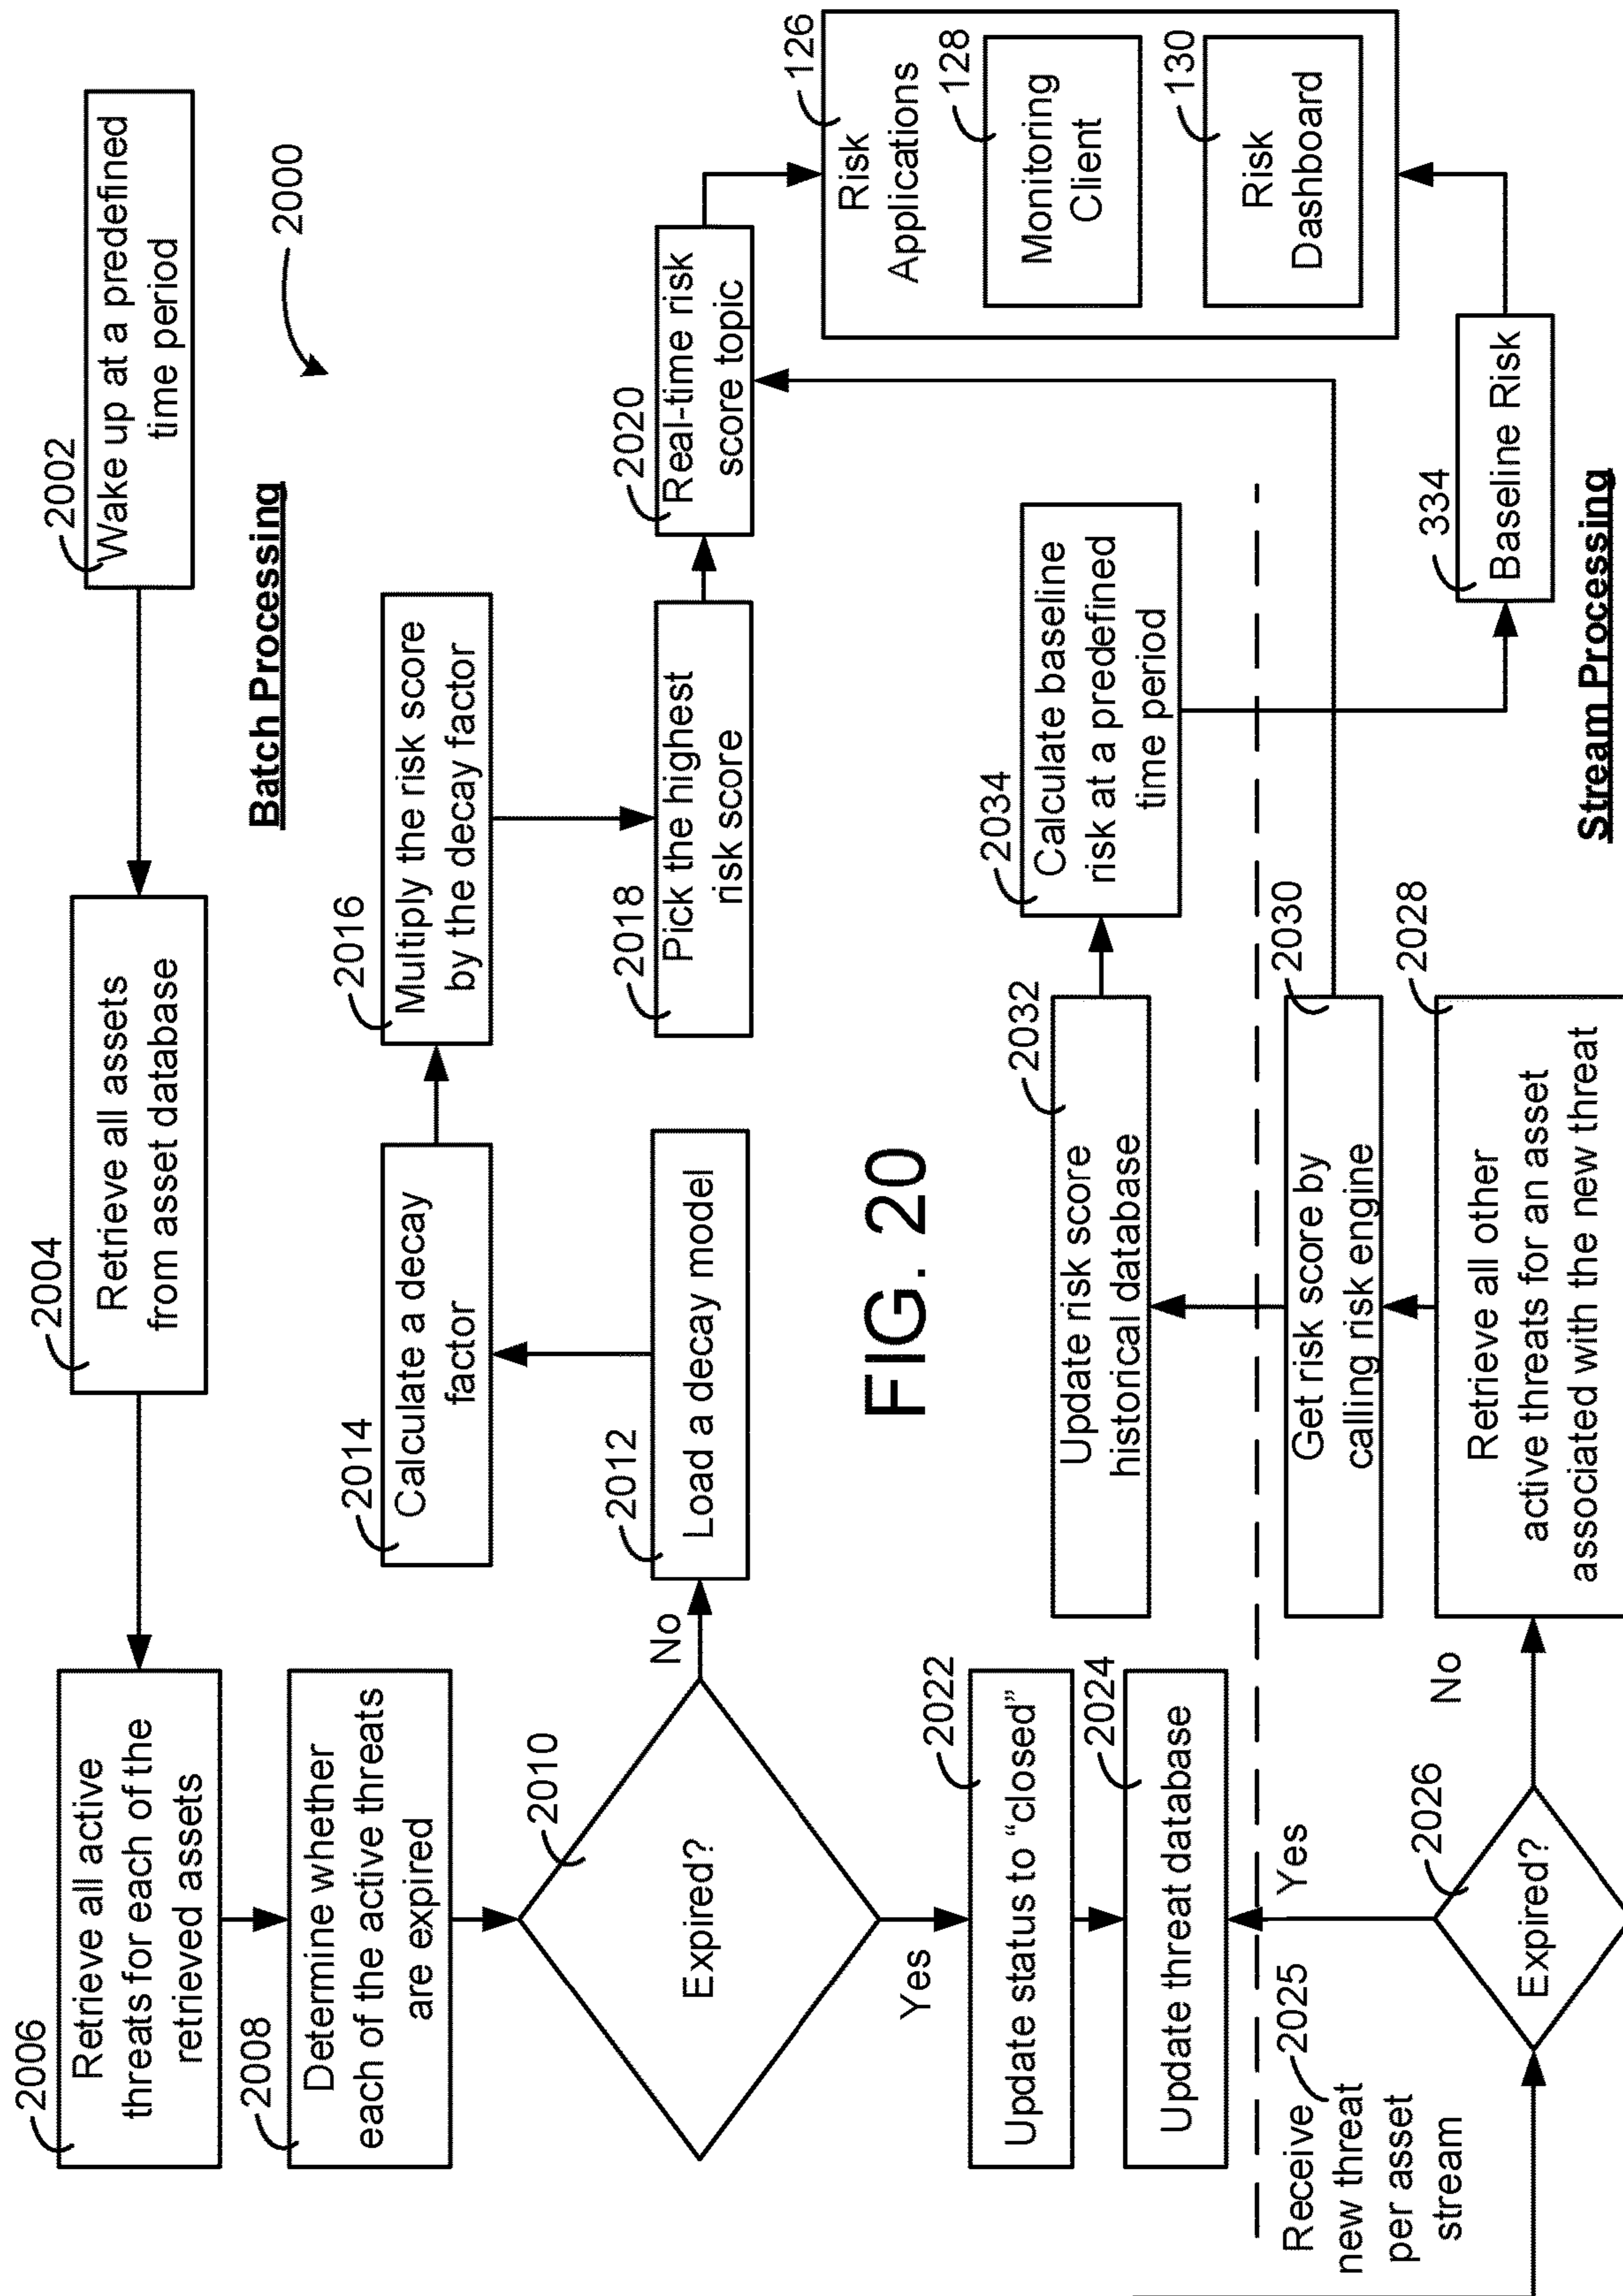 2000
2002
Wake up at a predefined
time period
Batch Processing
2004
Retrieve all assets
from asset database
2006
Retrieve all active
threats for each of the
retrieved assets
2008
Determine whether
each of the active threats
are expired
2010
Expired?
No
Yes
2012
Load a decay model
2014
Calculate a decay
factor
2016
Multiply the risk score
by the decay factor
2018
Pick the highest
risk score
2020
Real-time risk
score topic
126
Risk
Applications
128
Monitoring
Client
130
Risk
Dashboard
2022
Update status to “closed”
2024
Update threat database
FIG. 20
2032
Update risk score
historical database
2034
Calculate baseline
risk at a predefined
time period
Receive
new threat
per asset
stream
2025
Yes
2026
Expired?
No
2028
Retrieve all other
active threats for an asset
associated with the new threat
2030
Get risk score by
calling risk engine
334
Baseline Risk
Stream Processing